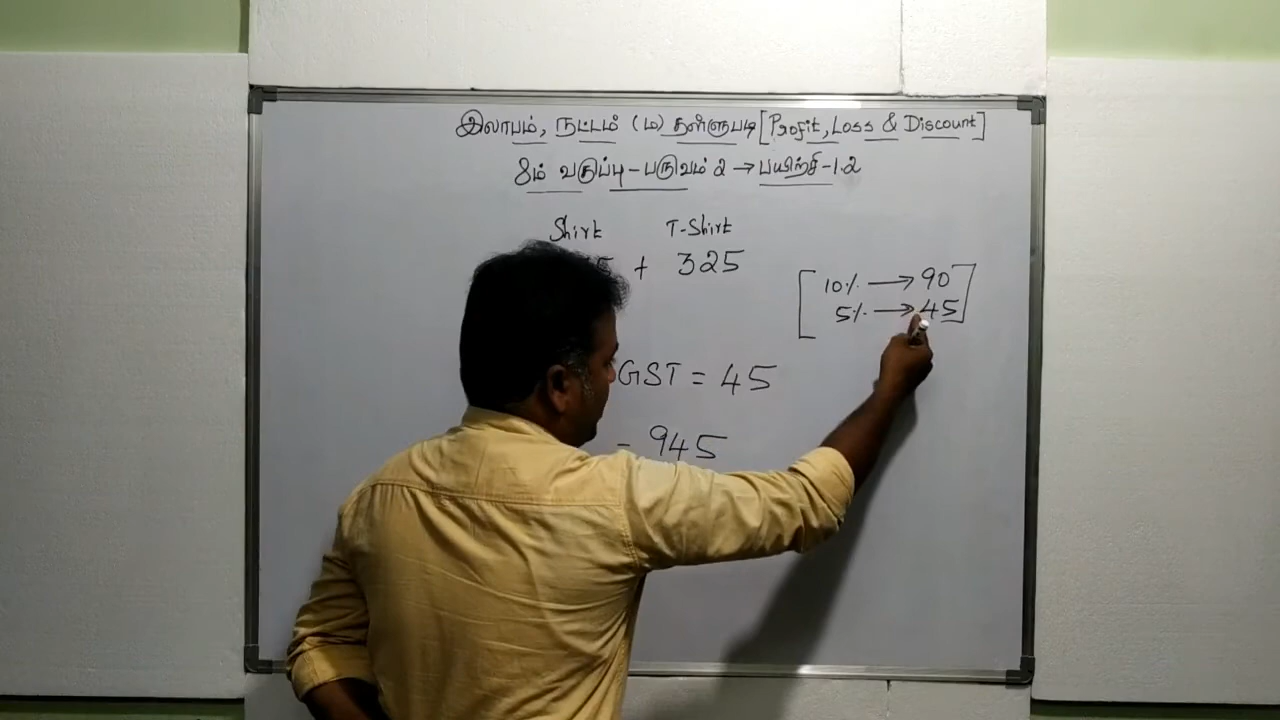 இலாபம், நட்டம் (ம) தள்ளுபடி [Profit, Loss & Discount]
8ம் வகுப்பு - பருவம் 2 → பயிற்சி - 1.2
Shirt T-Shirt
5 + 325
10% → 90
5% → 45
GST = 45
- 945